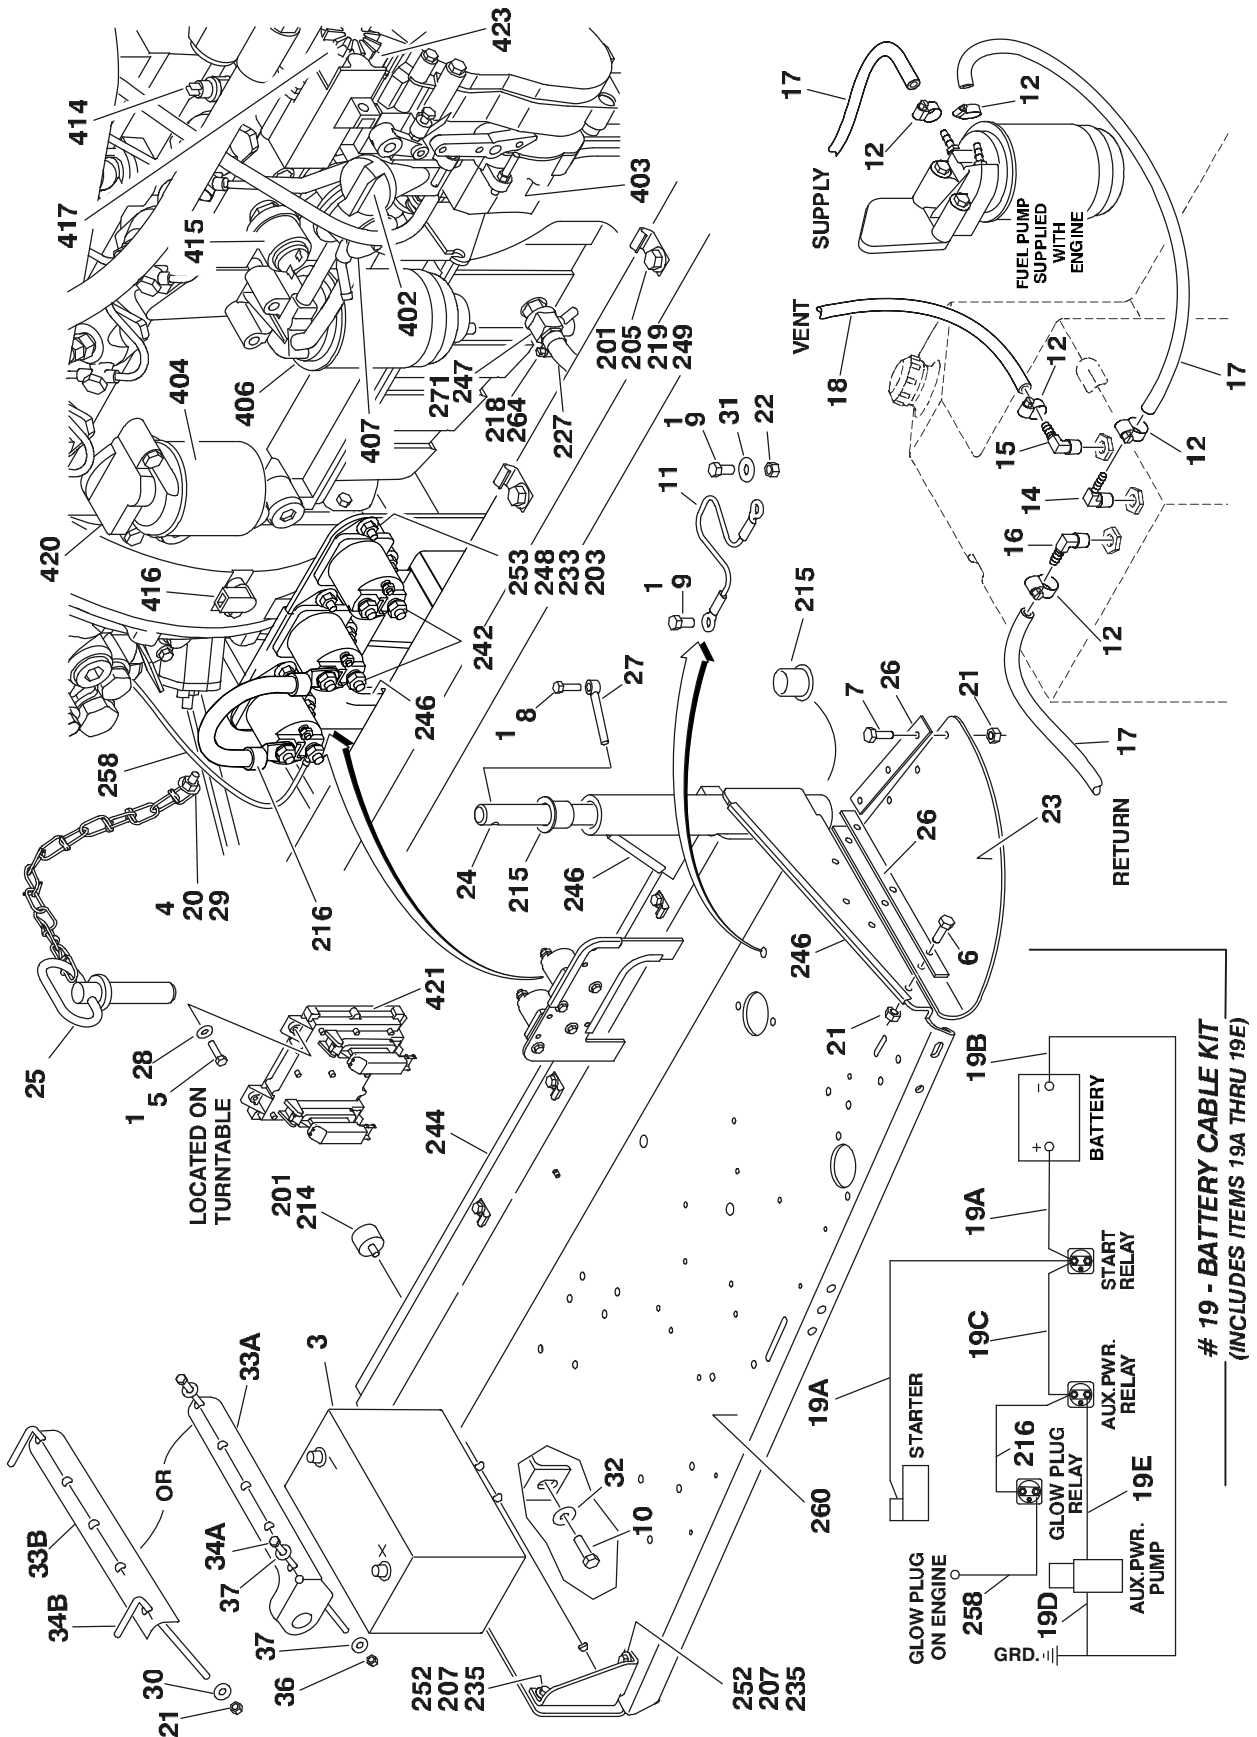 423
414
417
415
402
403
406
407
404
420
416
271
247
218
264
227
201
205
219
249
253
248
233
203
242
246
258
216
4
20
29
25
28
1
5
LOCATED ON
TURNTABLE
421
244
201
214
1
9
31
22
11
1
9
1
8
27
24
215
246
215
7
26
21
26
23
6
246
21
SUPPLY
17
12
12
FUEL PUMP
SUPPLIED
WITH
ENGINE
VENT
18
12
15
14
12
17
16
12
17
RETURN
33B
34B
OR
33A
34A
37
37
36
30
21
3
32
10
252
207
235
252
207
235
260
19B
BATTERY
+
–
19A
START
RELAY
19C
19A
STARTER
AUX.PWR.
RELAY
216
GLOW PLUG
RELAY
19E
GLOW PLUG
ON ENGINE
258
19D
AUX.PWR.
PUMP
GRD.
# 19 - BATTERY CABLE KIT
(INCLUDES ITEMS 19A THRU 19E)